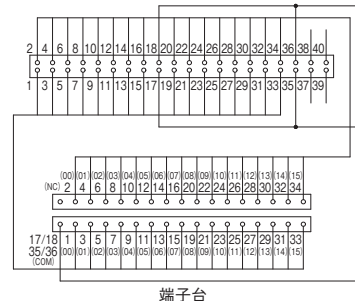 2 4 6 8 10 12 14 16 18 20 22 24 26 28 30 32 34 36 38 40
1 3 5 7 9 11 13 15 17 19 21 23 25 27 29 31 33 35 37 39
(00) (01) (02) (03) (04) (05) (06) (07) (08) (09) (10) (11) (12) (13) (14) (15)
(NC) 2 4 6 8 10 12 14 16 20 22 24 26 28 30 32 34
17/18 1 3 5 7 9 11 13 15 19 21 23 25 27 29 31 33
35/36 (00) (01) (02) (03) (04) (05) (06) (07) (08) (09) (10) (11) (12) (13) (14) (15)
(COM)
端子台